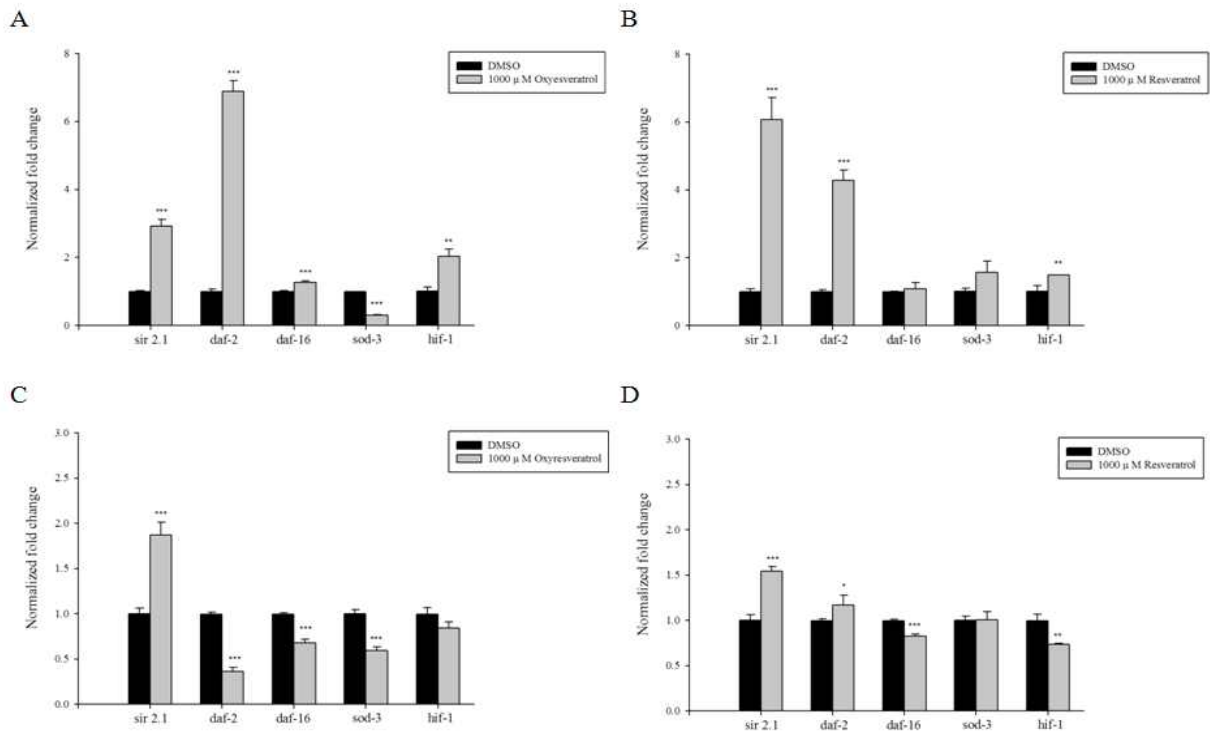 A
Normalized fold change
8
6
4
2
0
DMSO
1000 µ M Oxyesveratrol
***
***
***
***
**
sir 2.1 daf-2 daf-16 sod-3 hif-1
B
Normalized fold change
8
6
4
2
0
DMSO
1000 µ M Resveratrol
***
***
**
sir 2.1 daf-2 daf-16 sod-3 hif-1
C
Normalized fold change
3.0
2.5
2.0
1.5
1.0
0.5
0.0
DMSO
1000 µ M Oxyresveratrol
***
***
***
***
sir 2.1 daf-2 daf-16 sod-3 hif-1
D
Normalized fold change
3.0
2.5
2.0
1.5
1.0
0.5
0.0
DMSO
1000 µ M Resveratrol
***
*
***
**
sir 2.1 daf-2 daf-16 sod-3 hif-1